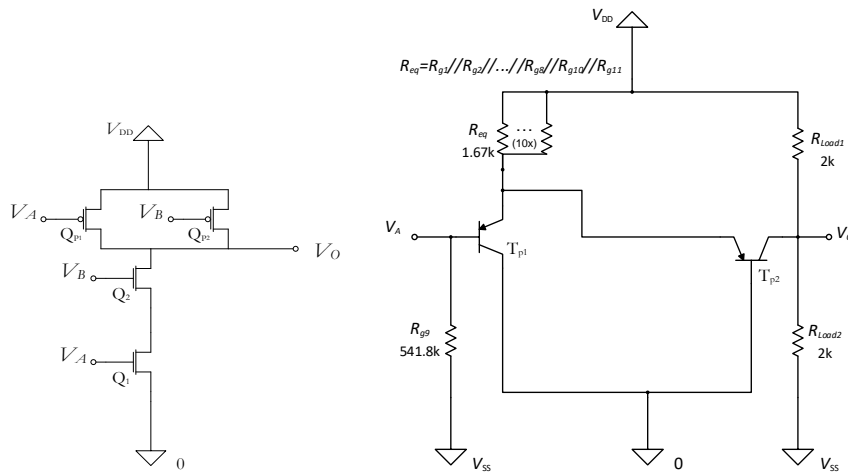 V_DD
V_A
Q_P1
V_B
Q_P2
V_O
V_B
Q_2
V_A
Q_1
0
V_DD
R_eq=R_g1//R_g2//...//R_g8//R_g10//R_g11
R_eq
1.67k
...
(10x)
R_Load1
2k
V_A
T_p1
T_p2
R_g9
541.8k
R_Load2
2k
V_SS
0
V_SS